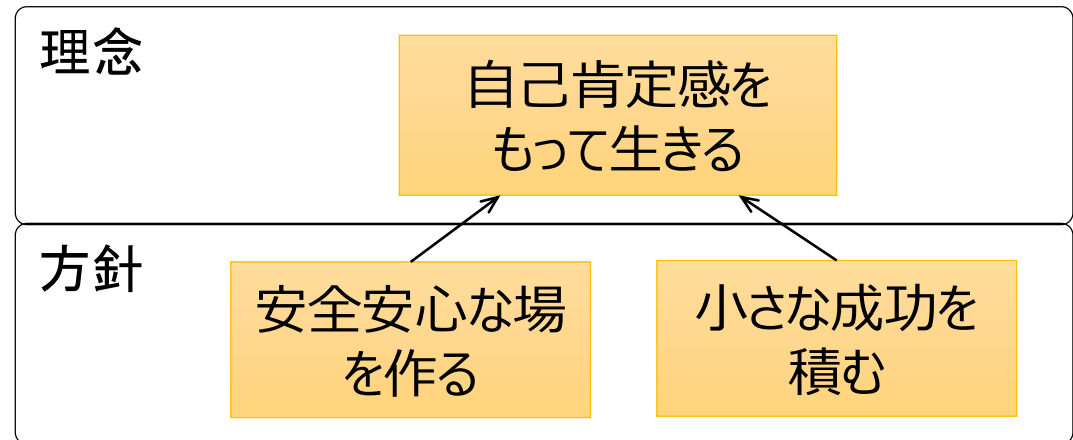 理念
自己肯定感を
もって生きる
方針
安全安心な場
を作る
小さな成功を
積む